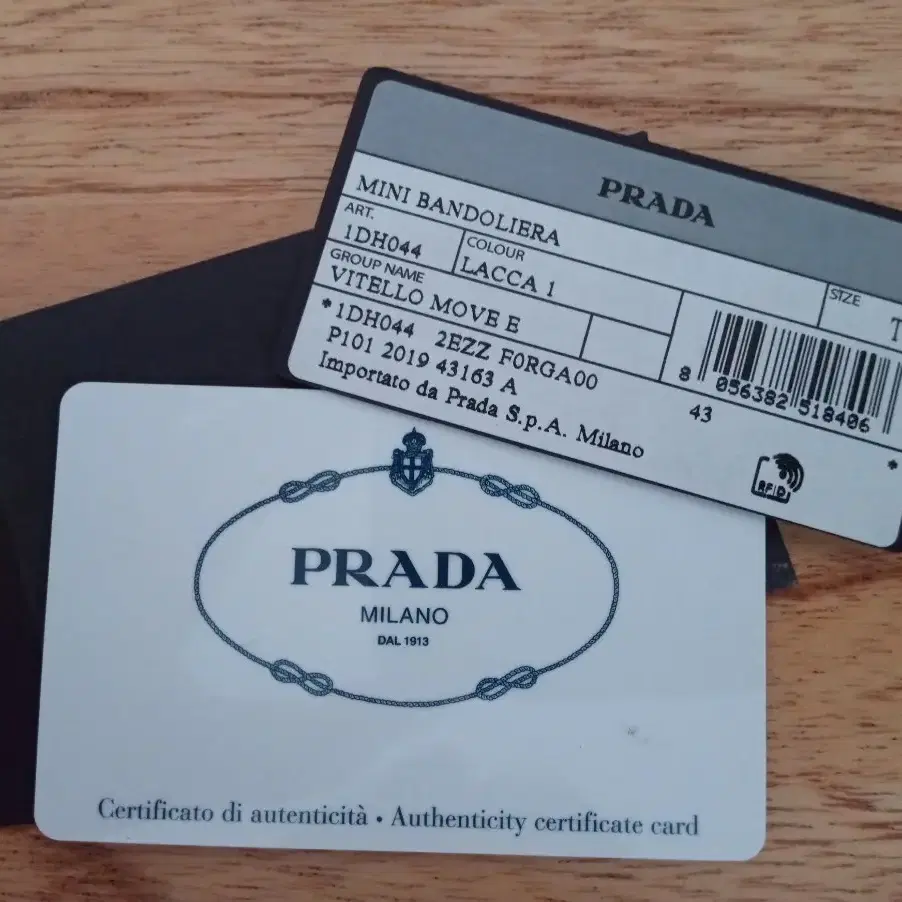 PRADA
MINI BANDOLIERA
ART.
1DH044
COLOUR
LACCA 1
SIZE
T
GROUP NAME
VITELLO MOVE E
*1DH044 2EZZ F0RGA00
P101 2019 43163 A
Importato da Prada S.p.A. Milano
8 056382 518406
43
*
RFID
PRADA
MILANO
DAL 1913
Certificato di autenticità • Authenticity certificate card